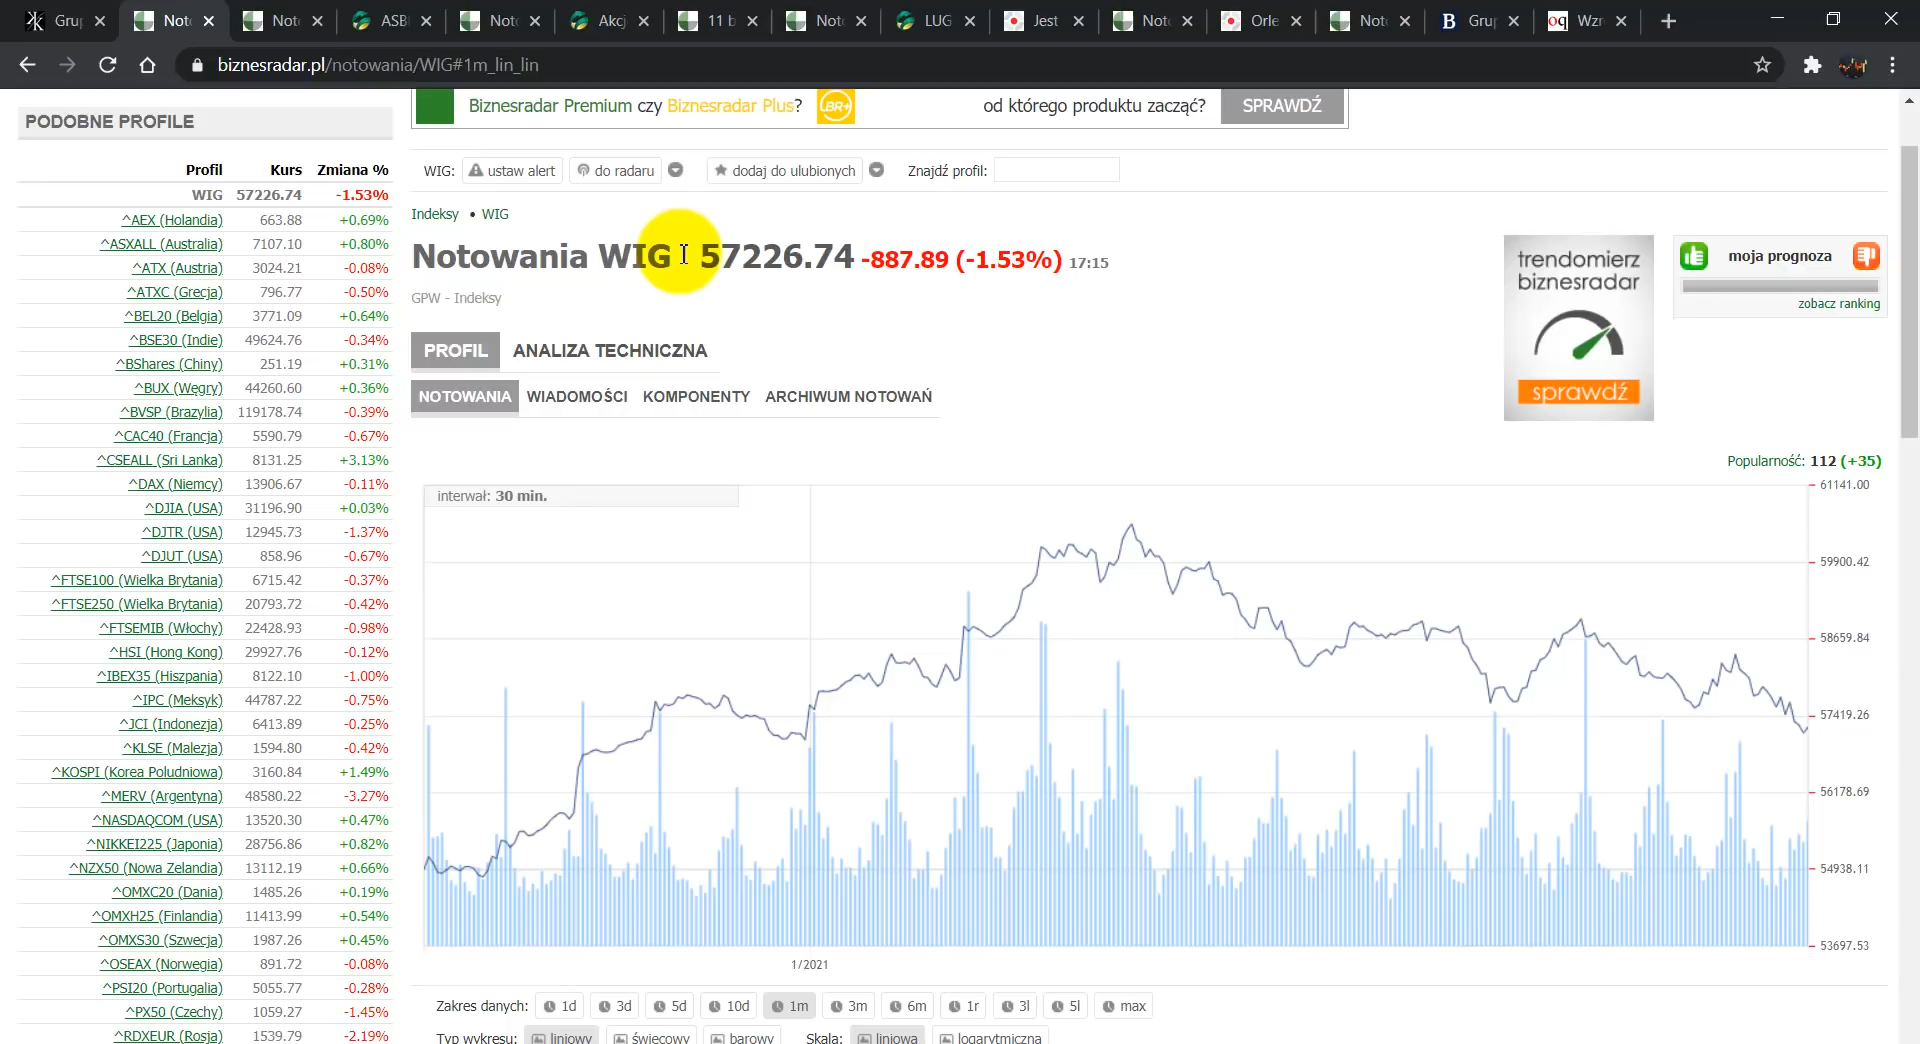 Gru
Not
Not
ASB
Not
Akc
11 b
Not
LUG
Jest
Not
Orle
Not
Gru
Wzr
biznesradar.pl/notowania/WIG#1m_lin_lin
Biznesradar Premium czy Biznesradar Plus? BR+ od którego produktu zacząć? SPRAWDŹ
PODOBNE PROFILE
Profil Kurs Zmiana %
WIG 57226.74 -1.53%
^AEX (Holandia) 663.88 +0.69%
^ASXALL (Australia) 7107.10 +0.80%
^ATX (Austria) 3024.21 -0.08%
^ATXC (Grecja) 796.77 -0.50%
^BEL20 (Belgia) 3771.09 +0.64%
^BSE30 (Indie) 49624.76 -0.34%
^BShares (Chiny) 251.19 +0.31%
^BUX (Węgry) 44260.60 +0.36%
^BVSP (Brazylia) 119178.74 -0.39%
^CAC40 (Francja) 5590.79 -0.67%
^CSEALL (Sri Lanka) 8131.25 +3.13%
^DAX (Niemcy) 13906.67 -0.11%
^DJIA (USA) 31196.90 +0.03%
^DJTR (USA) 12945.73 -1.37%
^DJUT (USA) 858.96 -0.67%
^FTSE100 (Wielka Brytania) 6715.42 -0.37%
^FTSE250 (Wielka Brytania) 20793.72 -0.42%
^FTSEMIB (Włochy) 22428.93 -0.98%
^HSI (Hong Kong) 29927.76 -0.12%
^IBEX35 (Hiszpania) 8122.10 -1.00%
^IPC (Meksyk) 44787.22 -0.75%
^JCI (Indonezja) 6413.89 -0.25%
^KLSE (Malezja) 1594.80 -0.42%
^KOSPI (Korea Południowa) 3160.84 +1.49%
^MERV (Argentyna) 48580.22 -3.27%
^NASDAQCOM (USA) 13520.30 +0.47%
^NIKKEI225 (Japonia) 28756.86 +0.82%
^NZX50 (Nowa Zelandia) 13112.19 +0.66%
^OMXC20 (Dania) 1485.26 +0.19%
^OMXH25 (Finlandia) 11413.99 +0.54%
^OMXS30 (Szwecja) 1987.26 +0.45%
^OSEAX (Norwegia) 891.72 -0.08%
^PSI20 (Portugalia) 5055.77 -0.28%
^PX50 (Czechy) 1059.27 -1.45%
^RDXEUR (Rosja) 1539.79 -2.19%
WIG: ustaw alert do radaru dodaj do ulubionych Znajdź profil:
Indeksy • WIG
Notowania WIG 57226.74 -887.89 (-1.53%) 17:15
GPW - Indeksy
trendomierz
biznesradar
sprawdź
moja prognoza
zobacz ranking
PROFIL ANALIZA TECHNICZNA
NOTOWANIA WIADOMOŚCI KOMPONENTY ARCHIWUM NOTOWAŃ
Popularność: 112 (+35)
interwał: 30 min.
61141.00
59900.42
58659.84
57419.26
56178.69
54938.11
53697.53
1/2021
Zakres danych: 1d 3d 5d 10d 1m 3m 6m 1r 3l 5l max
Typ wykresu: liniowy świecowy barowy Skala: liniowa logarytmiczna